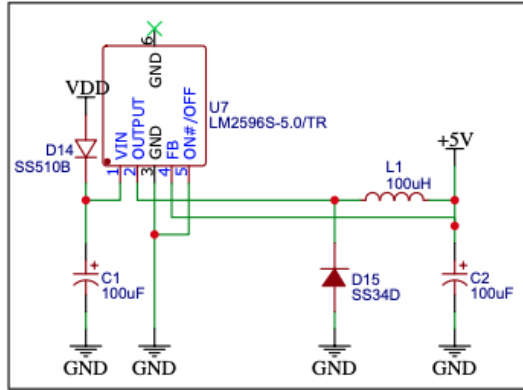 6
GND
VDD
U7
LM2596S-5.0/TR
VIN
OUTPUT
GND
FB
ON#/OFF
D14
SS510B
1
2
3
4
5
+5V
L1
100uH
C1
100uF
D15
SS34D
C2
100uF
GND
GND
GND
GND